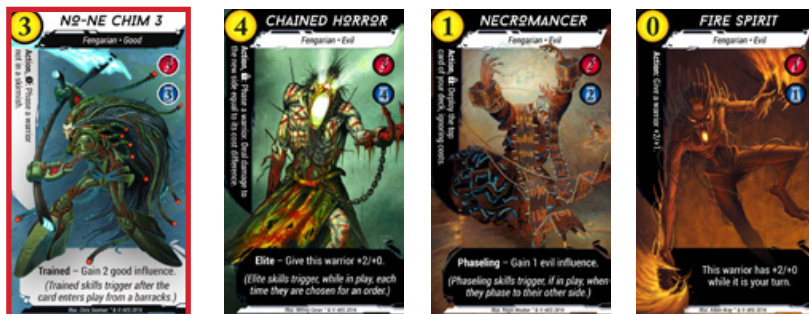 3
NO-NE CHIM 3
Fengarian • Good
Action, : Phase a warrior
not in a skirmish.
3
Trained – Gain 2 good influence.
(Trained skills trigger after the
card enters play from a barracks.)
4
CHAINED HORROR
Fengarian • Evil
Action, : Phase a warrior. Deal damage to
the new side equal to its cost difference.
4
Elite – Give this warrior +2/+0.
(Elite skills trigger, while in play, each
time they are chosen for an order.)
1
NECROMANCER
Fengarian • Evil
Action, : Deploy the top
card of your deck, ignoring costs.
2
Phaseling – Gain 1 evil influence.
(Phaseling skills trigger, if in play, when
they phase to their other side.)
0
FIRE SPIRIT
Fengarian • Evil
Action: Give a warrior +2/+1.
1
This warrior has +2/+0
while it is your turn.